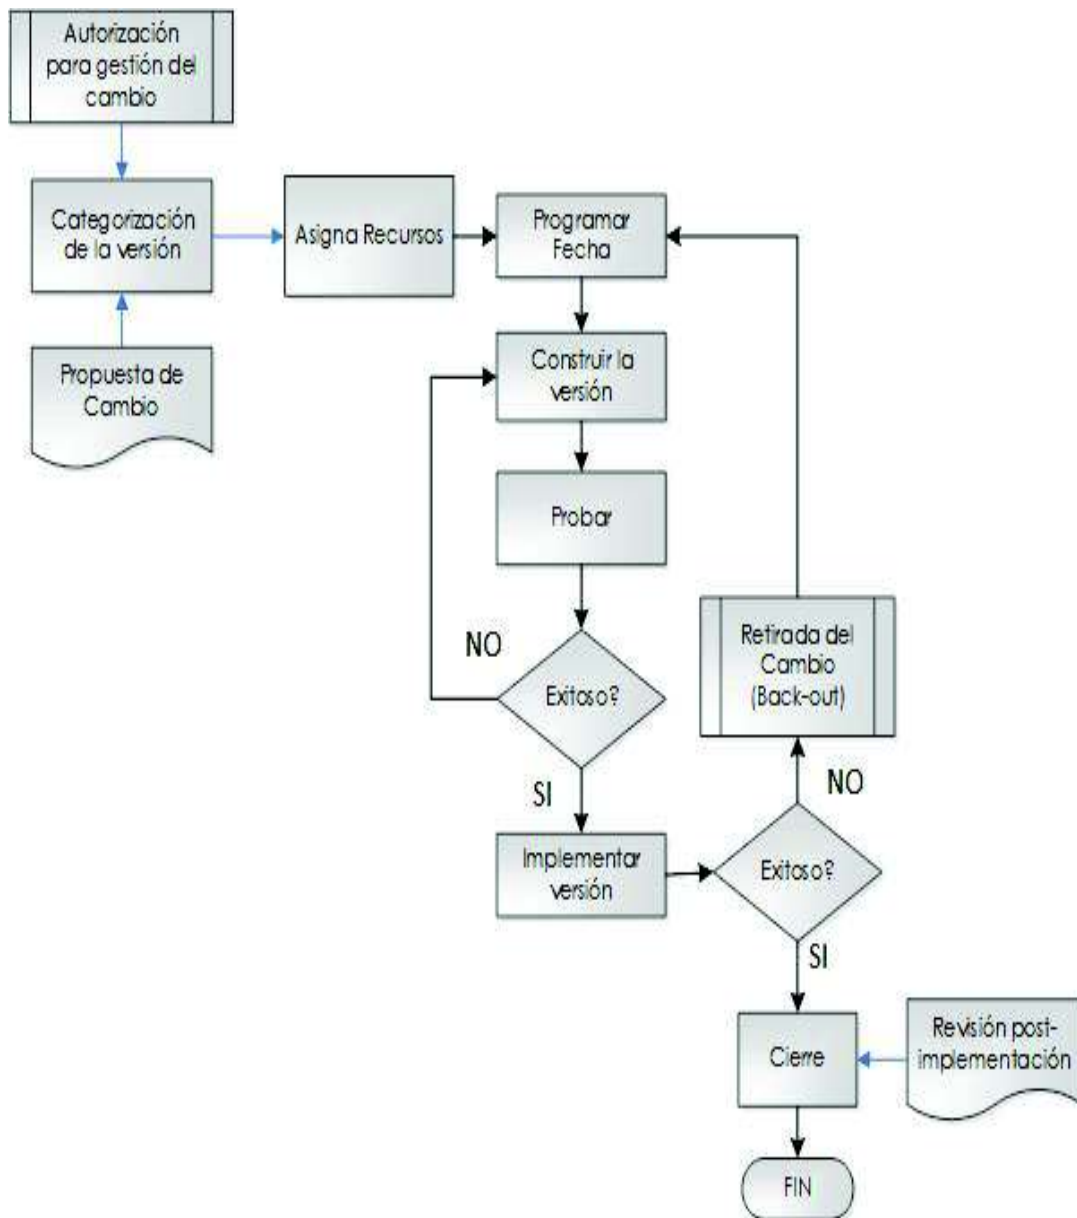 Autorización
para gestión del
cambio
Categorización
de la versión
Asigna Recursos
Programar
Fecha
Propuesta de
Cambio
Construir la
versión
Probar
Exitoso?
NO
SI
Retirada del
Cambio
(Back-out)
NO
Implementar
versión
Exitoso?
SI
Cierre
Revisión post-
implementación
FIN